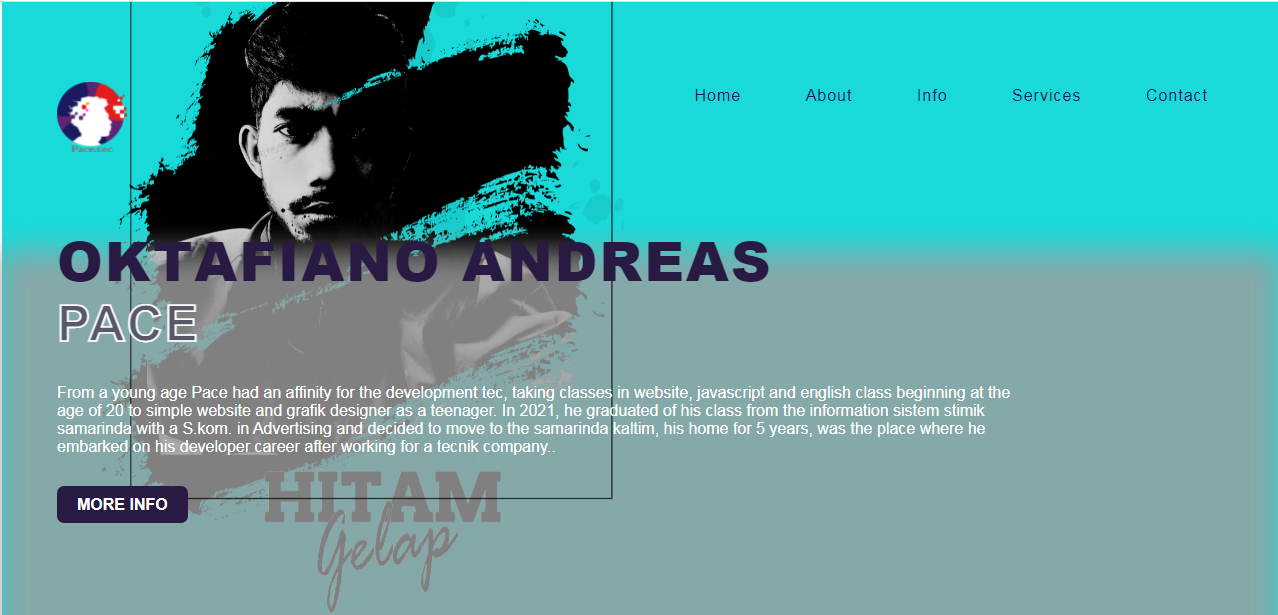 Pace.tec
Home About Info Services Contact
OKTAFIANO ANDREAS
PACE
From a young age Pace had an affinity for the development tec, taking classes in website, javascript and english class beginning at the
age of 20 to simple website and grafik designer as a teenager. In 2021, he graduated of his class from the information sistem stimik
samarinda with a S.kom. in Advertising and decided to move to the samarinda kaltim, his home for 5 years, was the place where he
embarked on his developer career after working for a tecnik company..
MORE INFO
HITAM
Gelap